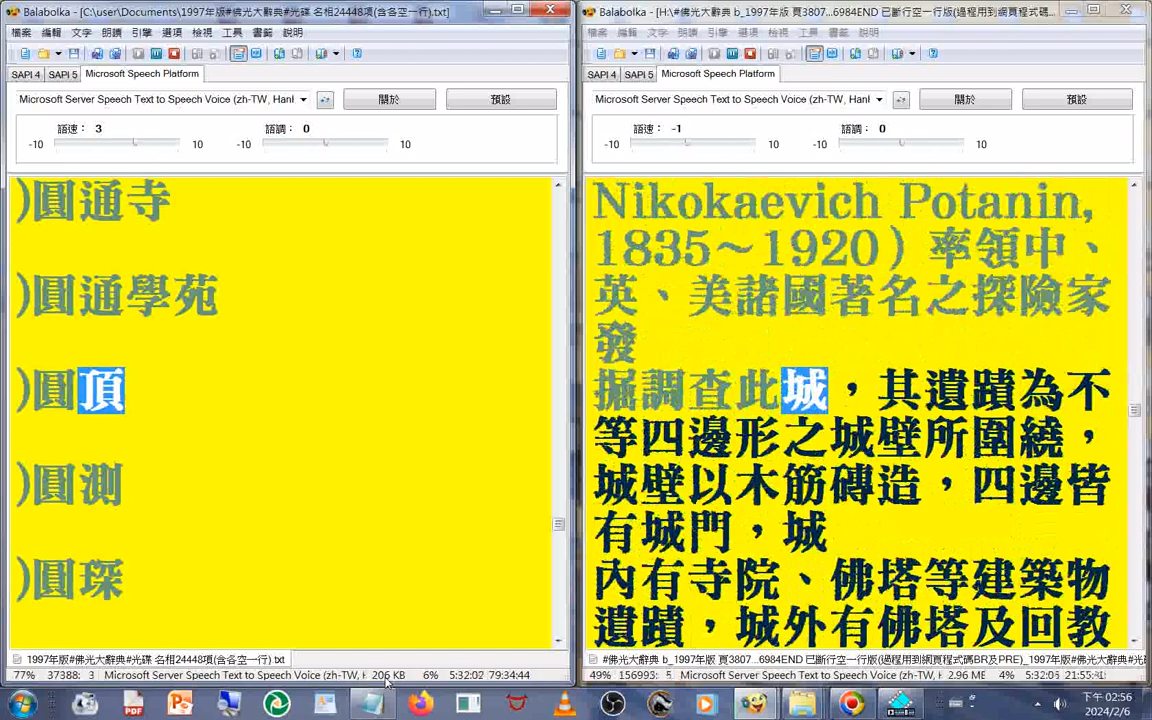 Balabolka - [C:\user\Documents\1997年版#佛光大辭典#光碟 名相24448項(含各空一行).txt]
檔案 編輯 文字 朗讀 引擎 選項 檢視 工具 書籤 說明
SAPI 4 SAPI 5 Microsoft Speech Platform
Microsoft Server Speech Text to Speech Voice (zh-TW, Hanl
關於 預設
語速： 3 語調： 0
-10 10 -10 10
)圓通寺
)圓通學苑
)圓頂
)圓測
)圓琛
1997年版#佛光大辭典#光碟 名相24448項(含各空一行).txt
77% 37388: 3 Microsoft Server Speech Text to Speech Voice (zh-TW, H 206 KB 6% 5:32:02 79:34:44
Balabolka - [H:\#佛光大辭典 b_1997年版 頁3807...6984END 已斷行空一行版(過程用到網頁程式碼...
檔案 編輯 文字 朗讀 引擎 選項 檢視 工具 書籤 說明
SAPI 4 SAPI 5 Microsoft Speech Platform
Microsoft Server Speech Text to Speech Voice (zh-TW, Hanl
關於 預設
語速： -1 語調： 0
-10 10 -10 10
Nikokaevich Potanin,
1835～1920）率領中、
英、美諸國著名之探險家
發
掘調查此城，其遺蹟為不
等四邊形之城壁所圍繞，
城壁以木筋磚造，四邊皆
有城門，城
內有寺院、佛塔等建築物
遺蹟，城外有佛塔及回教
#佛光大辭典 b_1997年版 頁3807...6984END 已斷行空一行版(過程用到網頁程式碼BR及PRE)_1997年版#佛光
49% 156993: 5 Microsoft Server Speech Text to Speech Voice (zh-TW, H 2.96 ME 4% 5:32:03 21:55:31
下午 02:56
2024/2/6